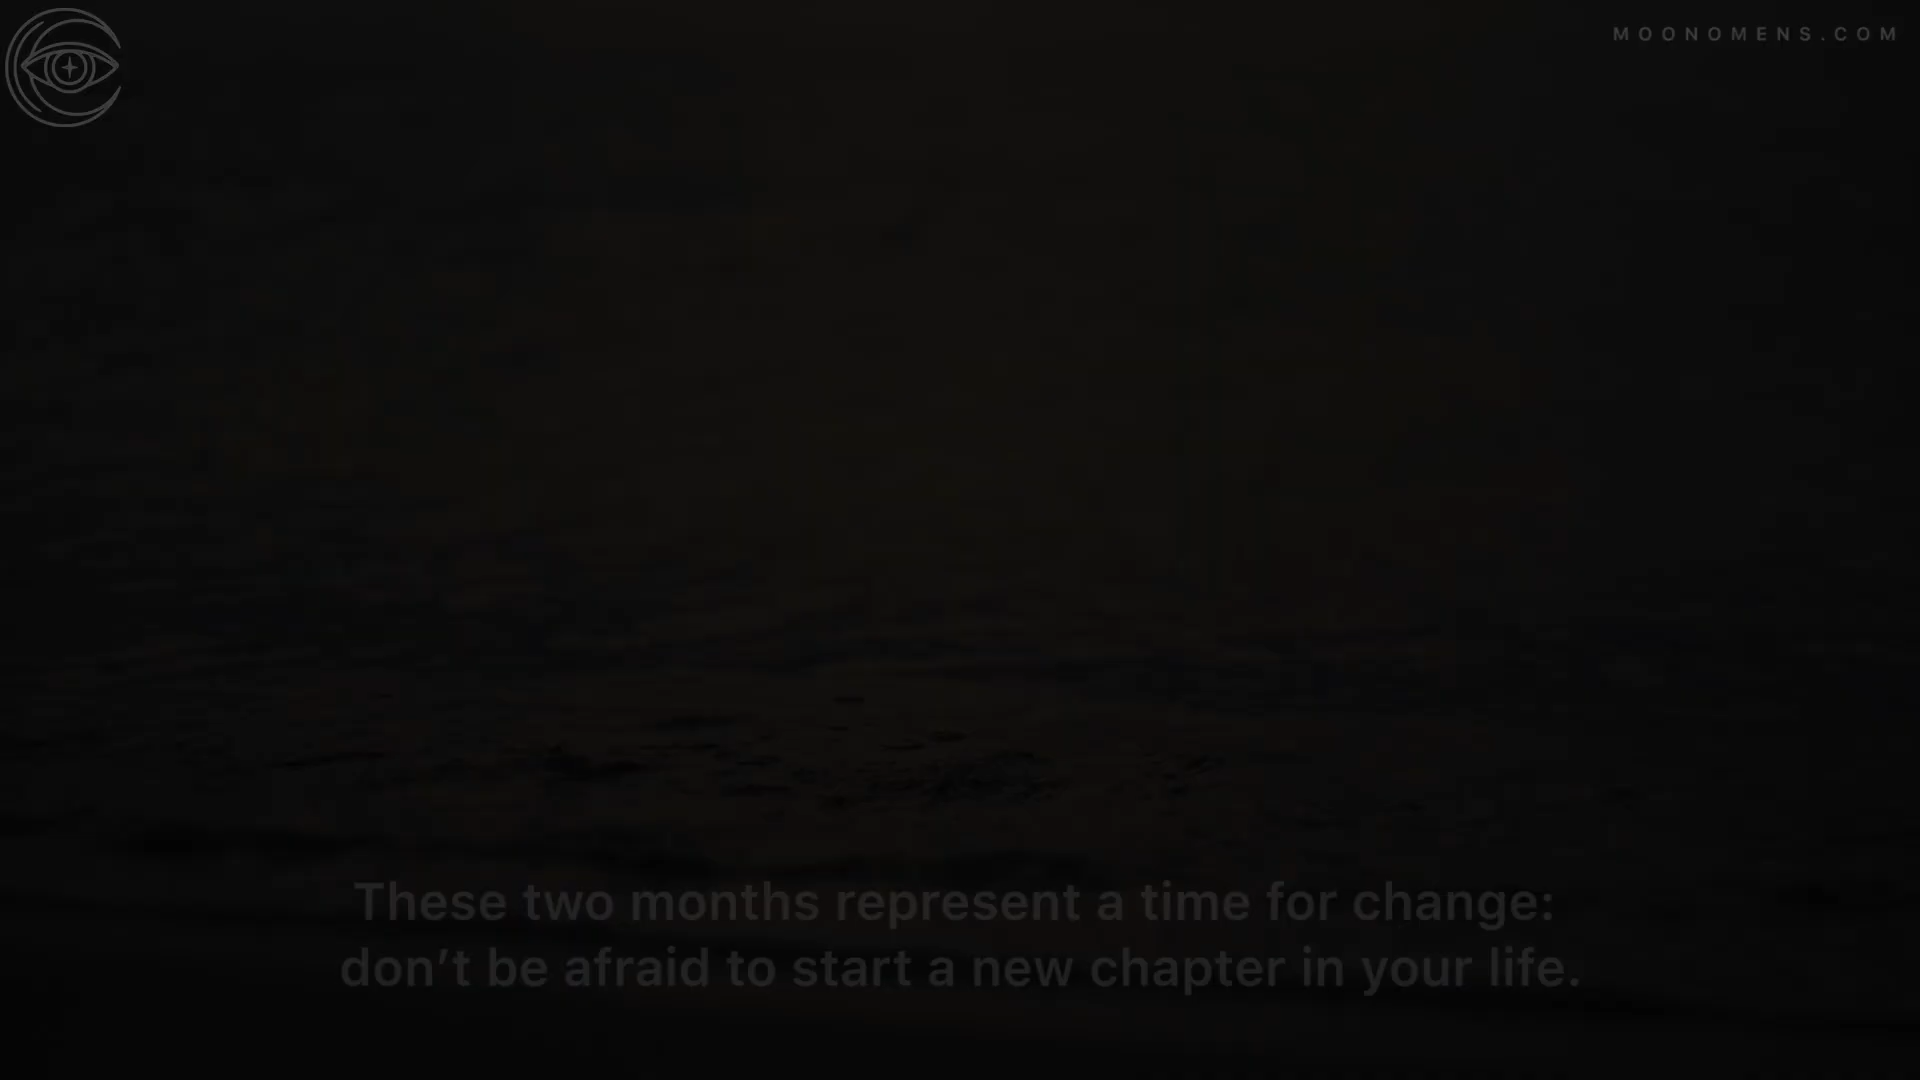 MOONOMENS.COM
These two months represent a time for change:
don’t be afraid to start a new chapter in your life.